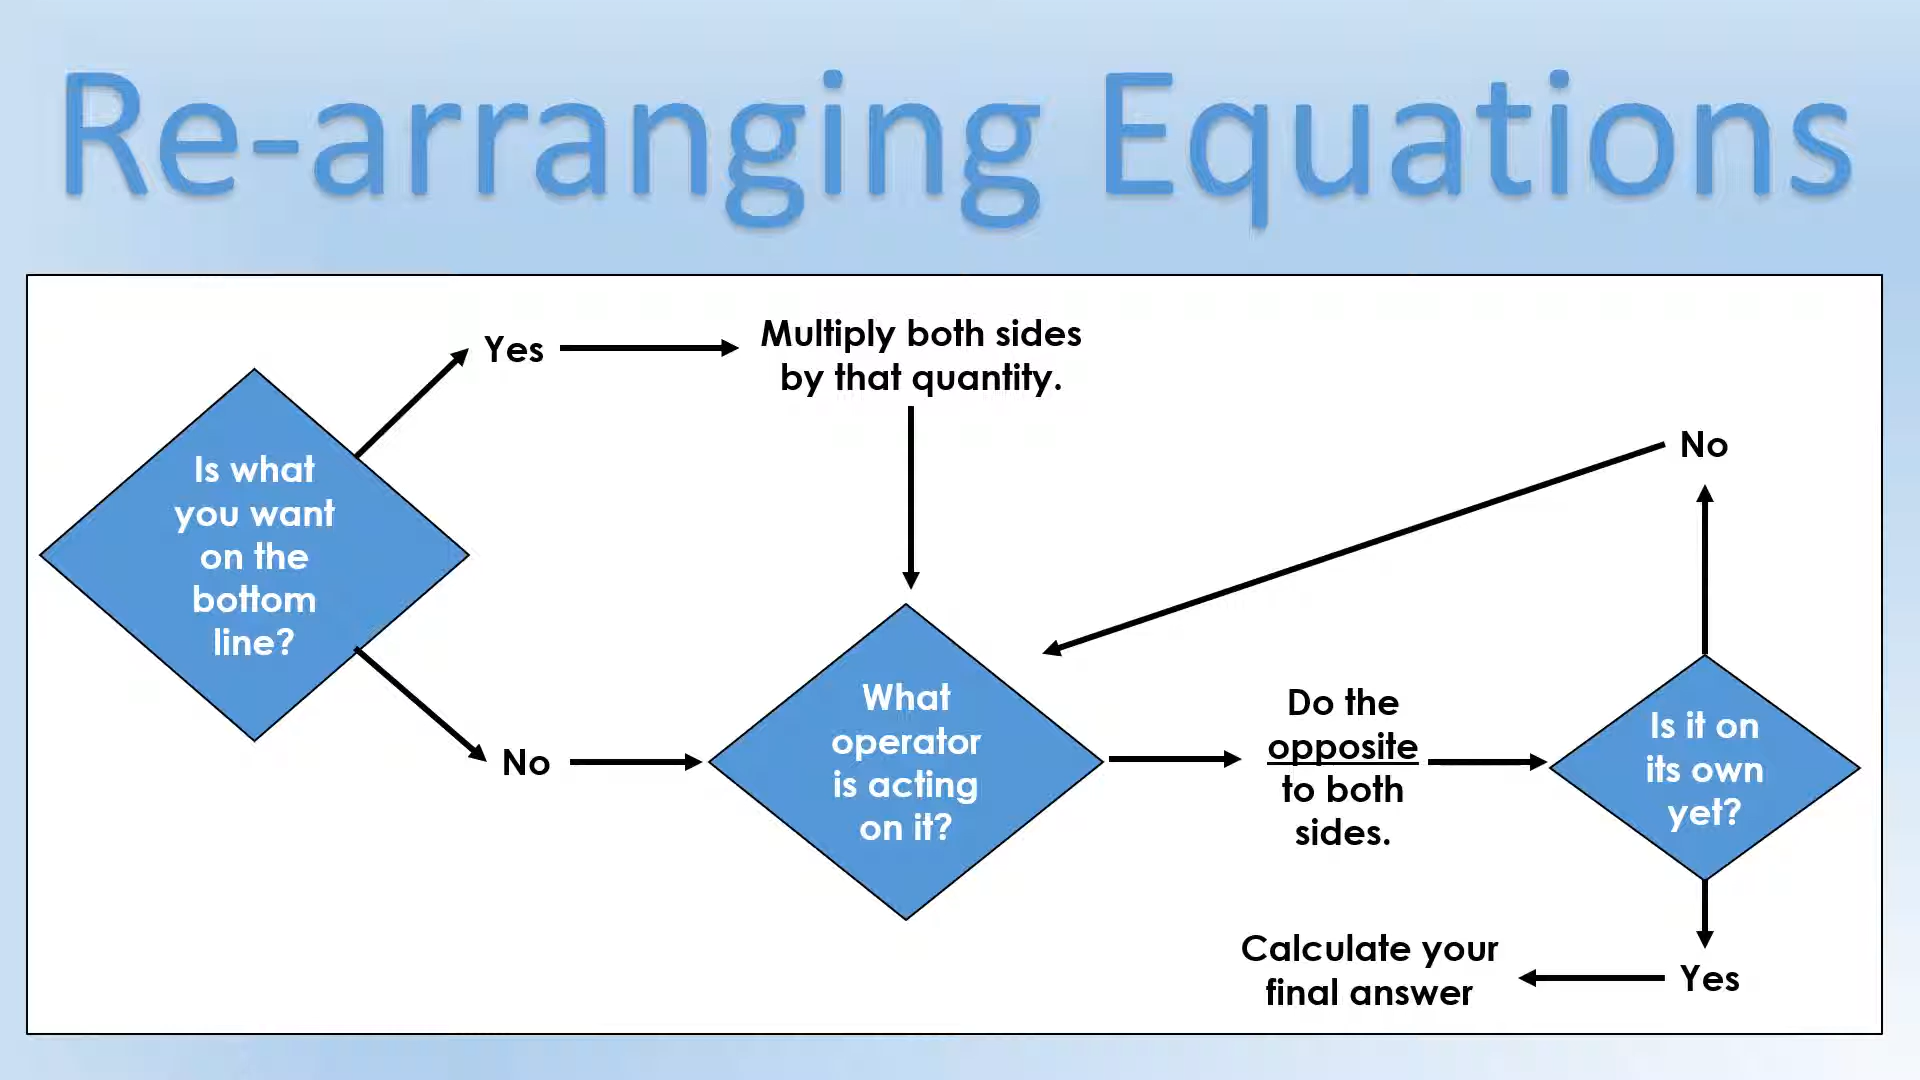 Re-arranging Equations
Yes
Multiply both sides
by that quantity.
Is what
you want
on the
bottom
line?
No
No
What
operator
is acting
on it?
Do the
opposite
to both
sides.
Is it on
its own
yet?
Yes
Calculate your
final answer